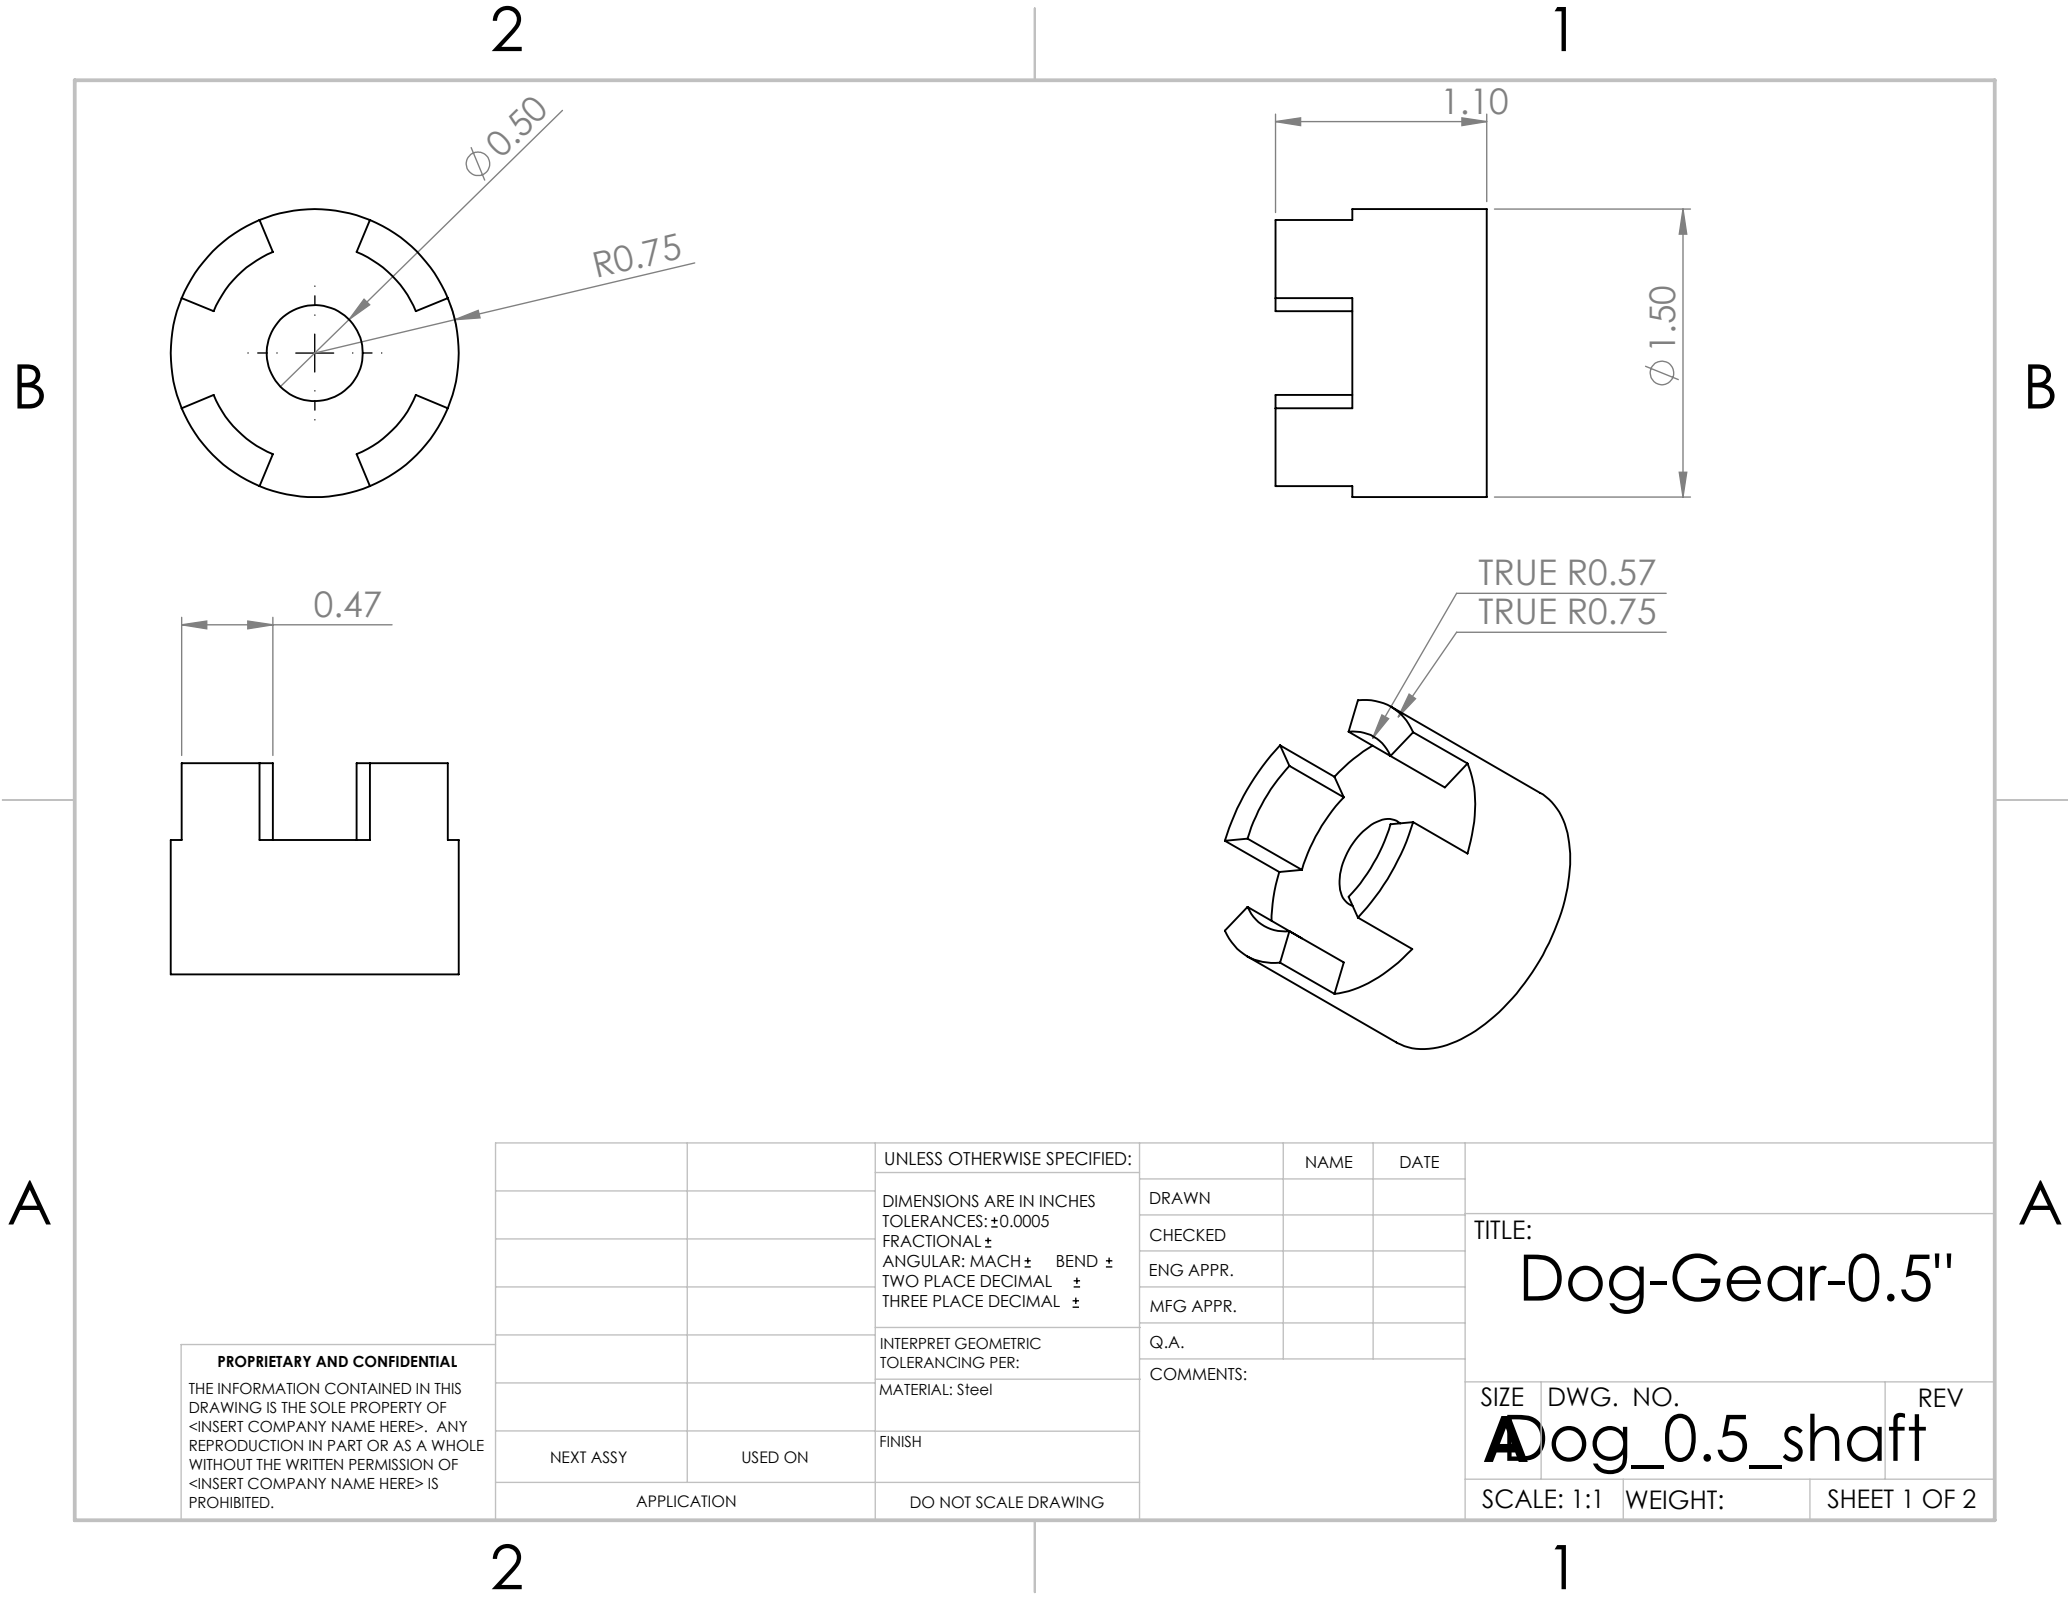 2
1
B
B
A
A
2
1
⌀0.50
R0.75
1.10
⌀1.50
0.47
TRUE R0.57
TRUE R0.75
PROPRIETARY AND CONFIDENTIAL
THE INFORMATION CONTAINED IN THIS
DRAWING IS THE SOLE PROPERTY OF
<INSERT COMPANY NAME HERE>. ANY
REPRODUCTION IN PART OR AS A WHOLE
WITHOUT THE WRITTEN PERMISSION OF
<INSERT COMPANY NAME HERE> IS
PROHIBITED.
NEXT ASSY
USED ON
APPLICATION
UNLESS OTHERWISE SPECIFIED:
DIMENSIONS ARE IN INCHES
TOLERANCES: ±0.0005
FRACTIONAL ±
ANGULAR: MACH ± BEND ±
TWO PLACE DECIMAL ±
THREE PLACE DECIMAL ±
INTERPRET GEOMETRIC
TOLERANCING PER:
MATERIAL: Steel
FINISH
DO NOT SCALE DRAWING
NAME
DATE
DRAWN
CHECKED
ENG APPR.
MFG APPR.
Q.A.
COMMENTS:
TITLE:
Dog-Gear-0.5"
SIZE
DWG. NO.
REV
A
Dog_0.5_shaft
SCALE: 1:1
WEIGHT:
SHEET 1 OF 2